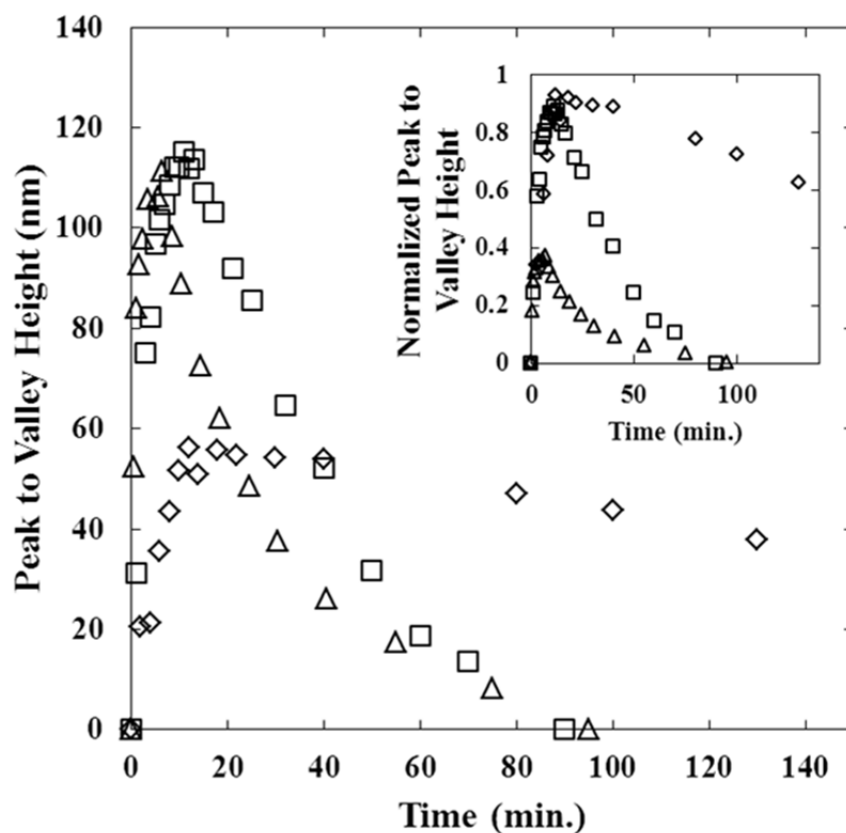 140
120
100
80
60
40
20
0
Peak to Valley Height (nm)
0 20 40 60 80 100 120 140
Time (min.)
1
0.8
0.6
0.4
0.2
0
Normalized Peak to
Valley Height
0 50 100
Time (min.)